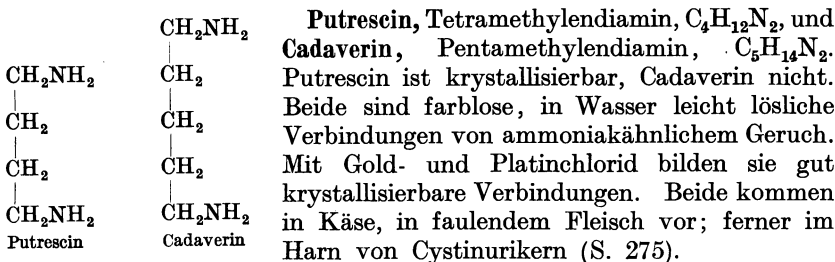 CH₂NH₂
CH₂
CH₂
CH₂NH₂
Putrescin
CH₂NH₂
CH₂
CH₂
CH₂
CH₂NH₂
Cadaverin
Putrescin, Tetramethylendiamin, C₄H₁₂N₂, und
Cadaverin, Pentamethylendiamin, C₅H₁₄N₂.
Putrescin ist krystallisierbar, Cadaverin nicht.
Beide sind farblose, in Wasser leicht lösliche
Verbindungen von ammoniakähnlichem Geruch.
Mit Gold- und Platinchlorid bilden sie gut
krystallisierbare Verbindungen. Beide kommen
in Käse, in faulendem Fleisch vor; ferner im
Harn von Cystinurikern (S. 275).